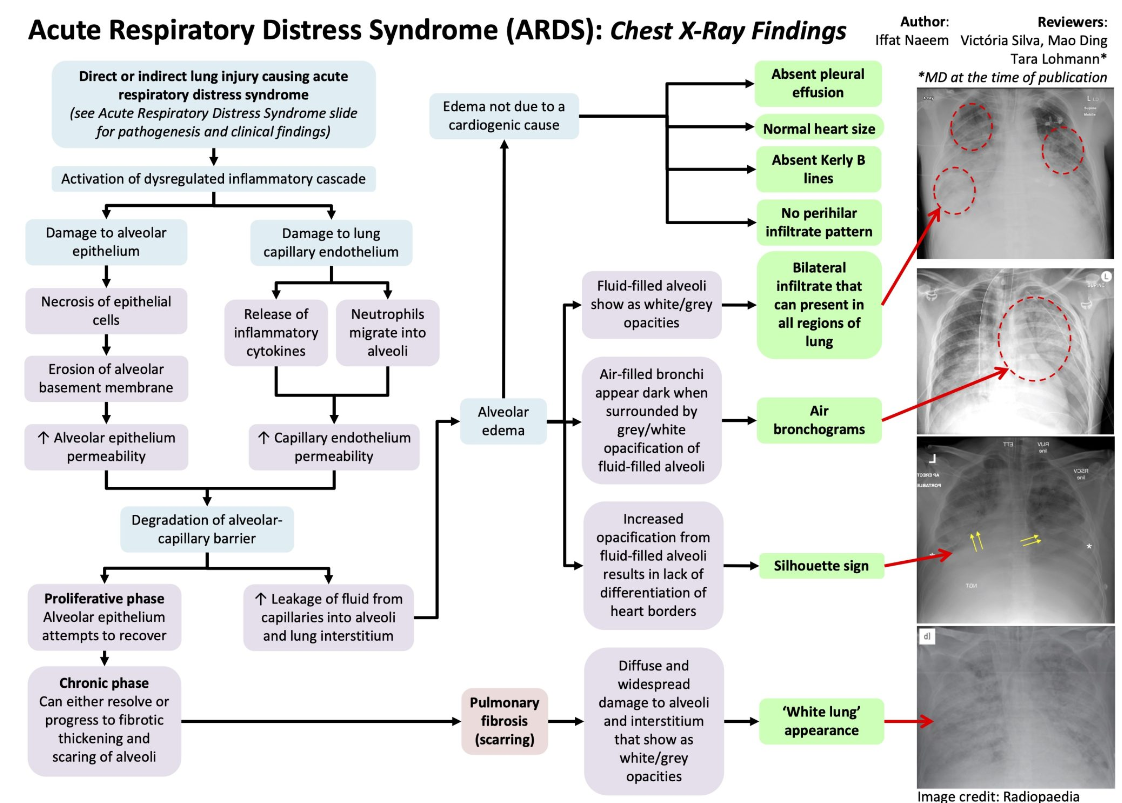 Acute Respiratory Distress Syndrome (ARDS): Chest X-Ray Findings
Author:
Iffat Naeem
Reviewers:
Victória Silva, Mao Ding
Tara Lohmann*
*MD at the time of publication
Direct or indirect lung injury causing acute
respiratory distress syndrome
(see Acute Respiratory Distress Syndrome slide
for pathogenesis and clinical findings)
Activation of dysregulated inflammatory cascade
Damage to alveolar
epithelium
Necrosis of epithelial
cells
Erosion of alveolar
basement membrane
↑ Alveolar epithelium
permeability
Damage to lung
capillary endothelium
Release of
inflammatory
cytokines
Neutrophils
migrate into
alveoli
↑ Capillary endothelium
permeability
Degradation of alveolar-
capillary barrier
Proliferative phase
Alveolar epithelium
attempts to recover
↑ Leakage of fluid from
capillaries into alveoli
and lung interstitium
Chronic phase
Can either resolve or
progress to fibrotic
thickening and
scaring of alveoli
Alveolar
edema
Edema not due to a
cardiogenic cause
Absent pleural
effusion
Normal heart size
Absent Kerly B
lines
No perihilar
infiltrate pattern
Fluid-filled alveoli
show as white/grey
opacities
Bilateral
infiltrate that
can present in
all regions of
lung
Air-filled bronchi
appear dark when
surrounded by
grey/white
opacification of
fluid-filled alveoli
Air
bronchograms
Increased
opacification from
fluid-filled alveoli
results in lack of
differentiation of
heart borders
Silhouette sign
Pulmonary
fibrosis
(scarring)
Diffuse and
widespread
damage to alveoli
and interstitium
that show as
white/grey
opacities
'White lung'
appearance
L
L
L
AP ERECT
PORTABLE
ETT
PUV
line
RSCV
line
NGT
*
*
Image credit: Radiopaedia